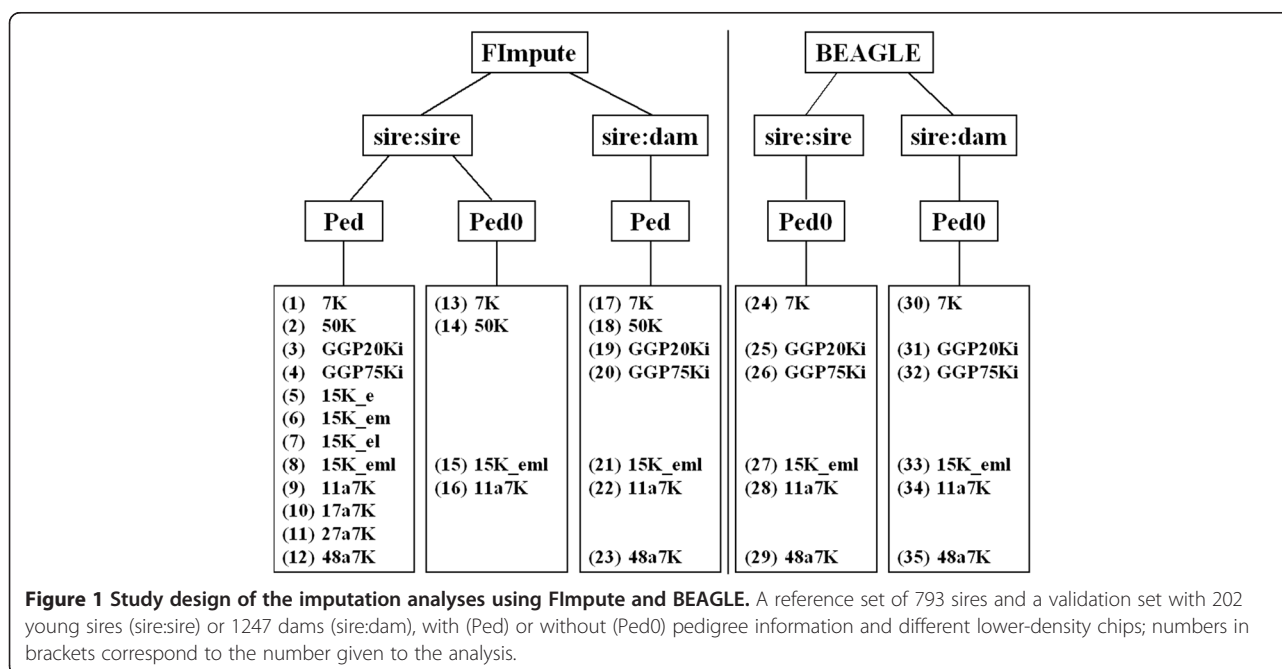 FImpute
BEAGLE
sire:sire
sire:dam
sire:sire
sire:dam
Ped
Ped0
Ped
Ped0
Ped0
(1) 7K
(2) 50K
(3) GGP20Ki
(4) GGP75Ki
(5) 15K_e
(6) 15K_em
(7) 15K_el
(8) 15K_eml
(9) 11a7K
(10) 17a7K
(11) 27a7K
(12) 48a7K
(13) 7K
(14) 50K
(15) 15K_eml
(16) 11a7K
(17) 7K
(18) 50K
(19) GGP20Ki
(20) GGP75Ki
(21) 15K_eml
(22) 11a7K
(23) 48a7K
(24) 7K
(25) GGP20Ki
(26) GGP75Ki
(27) 15K_eml
(28) 11a7K
(29) 48a7K
(30) 7K
(31) GGP20Ki
(32) GGP75Ki
(33) 15K_eml
(34) 11a7K
(35) 48a7K
Figure 1 Study design of the imputation analyses using FImpute and BEAGLE. A reference set of 793 sires and a validation set with 202
young sires (sire:sire) or 1247 dams (sire:dam), with (Ped) or without (Ped0) pedigree information and different lower-density chips; numbers in
brackets correspond to the number given to the analysis.